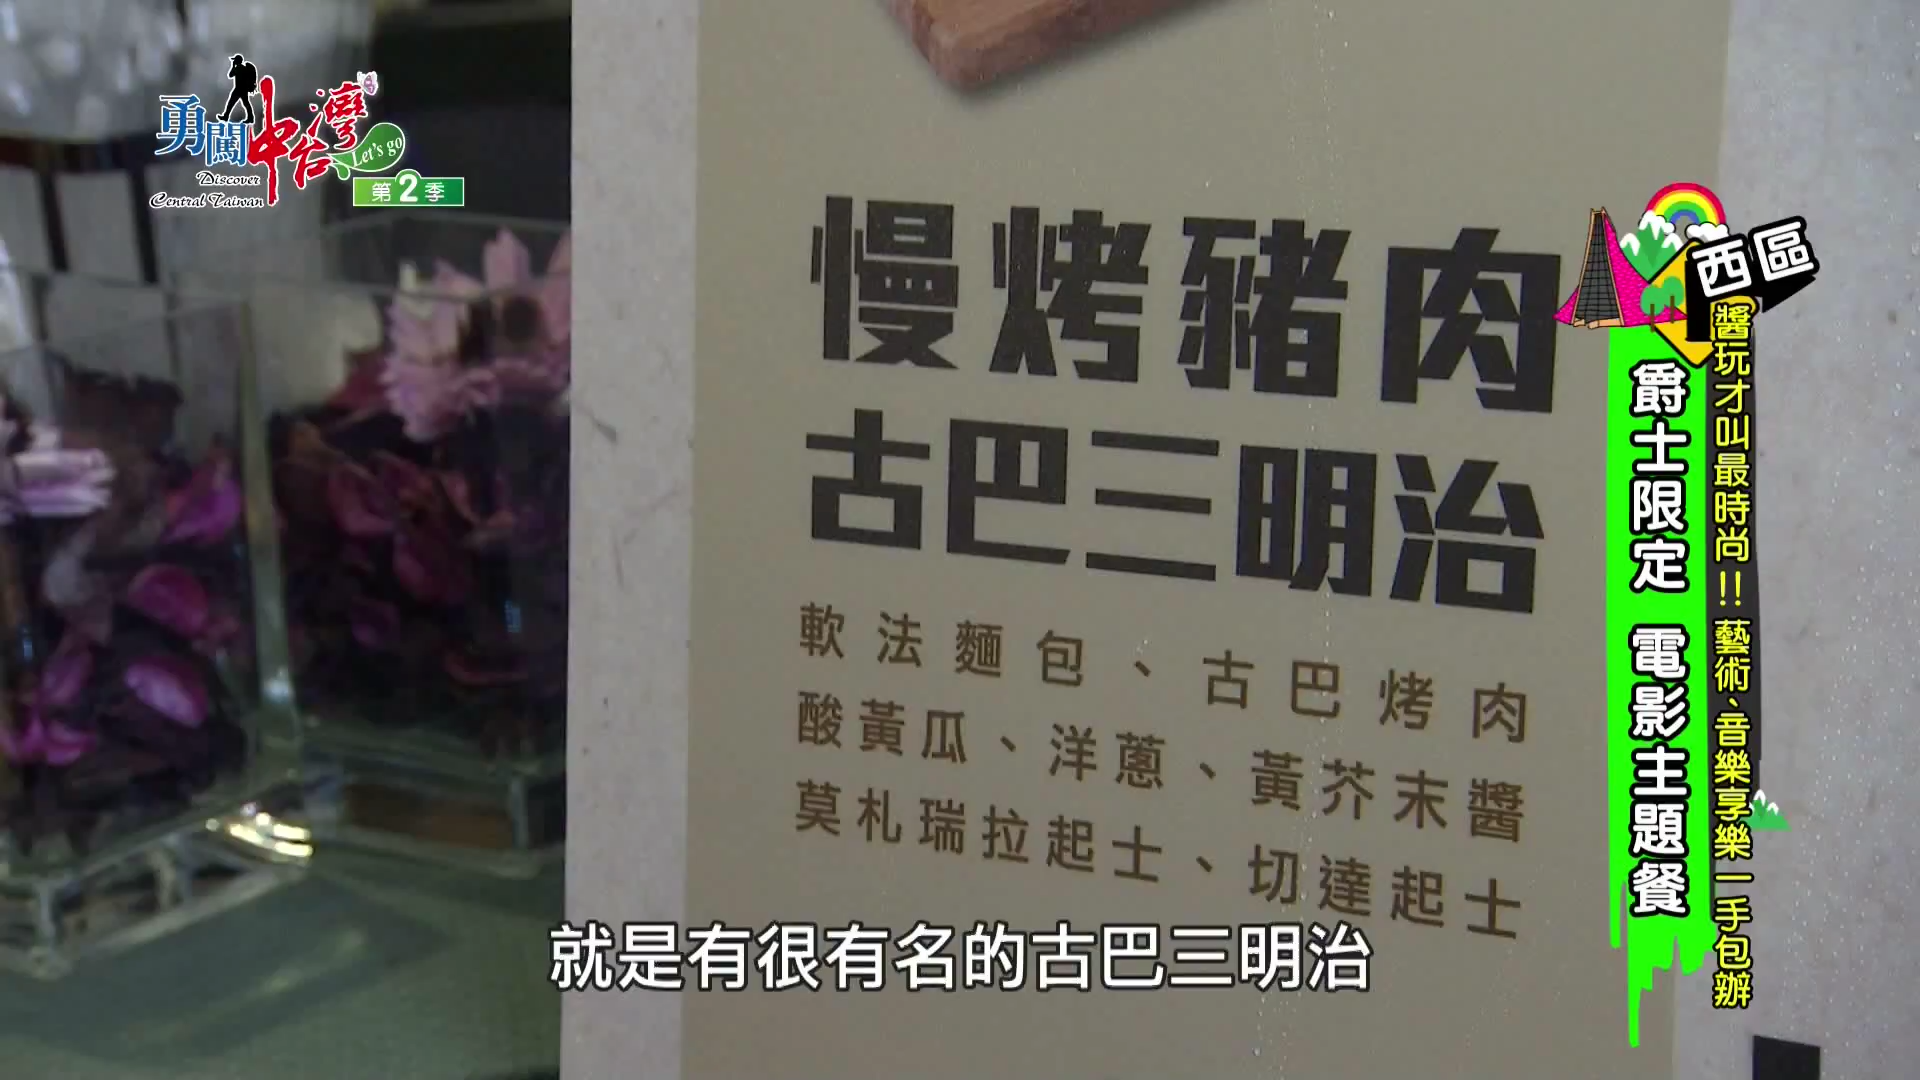 勇闖中台灣
Let's go
Discover
Central Taiwan
第2季
慢烤豬肉
古巴三明治
軟法麵包、古巴烤肉
酸黃瓜、洋蔥、黃芥末醬
莫札瑞拉起士、切達起士
西區
醬玩才叫最時尚!! 藝術、音樂享樂一手包辦
爵士限定 電影主題餐
就是有很有名的古巴三明治